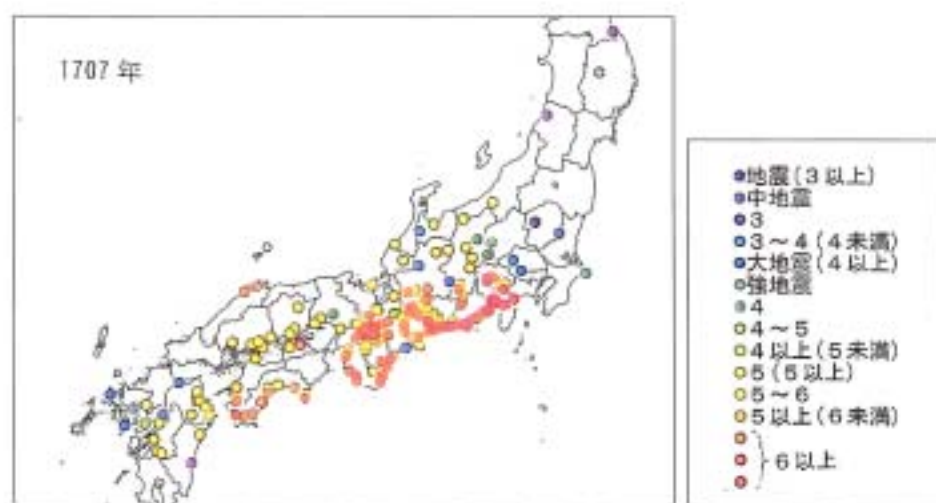 1707 年
地震(3以上)
中地震
3
3～4(4未満)
大地震(4以上)
強地震
4
4～5
4以上(5未満)
5(5以上)
5～6
5以上(6未満)
6以上